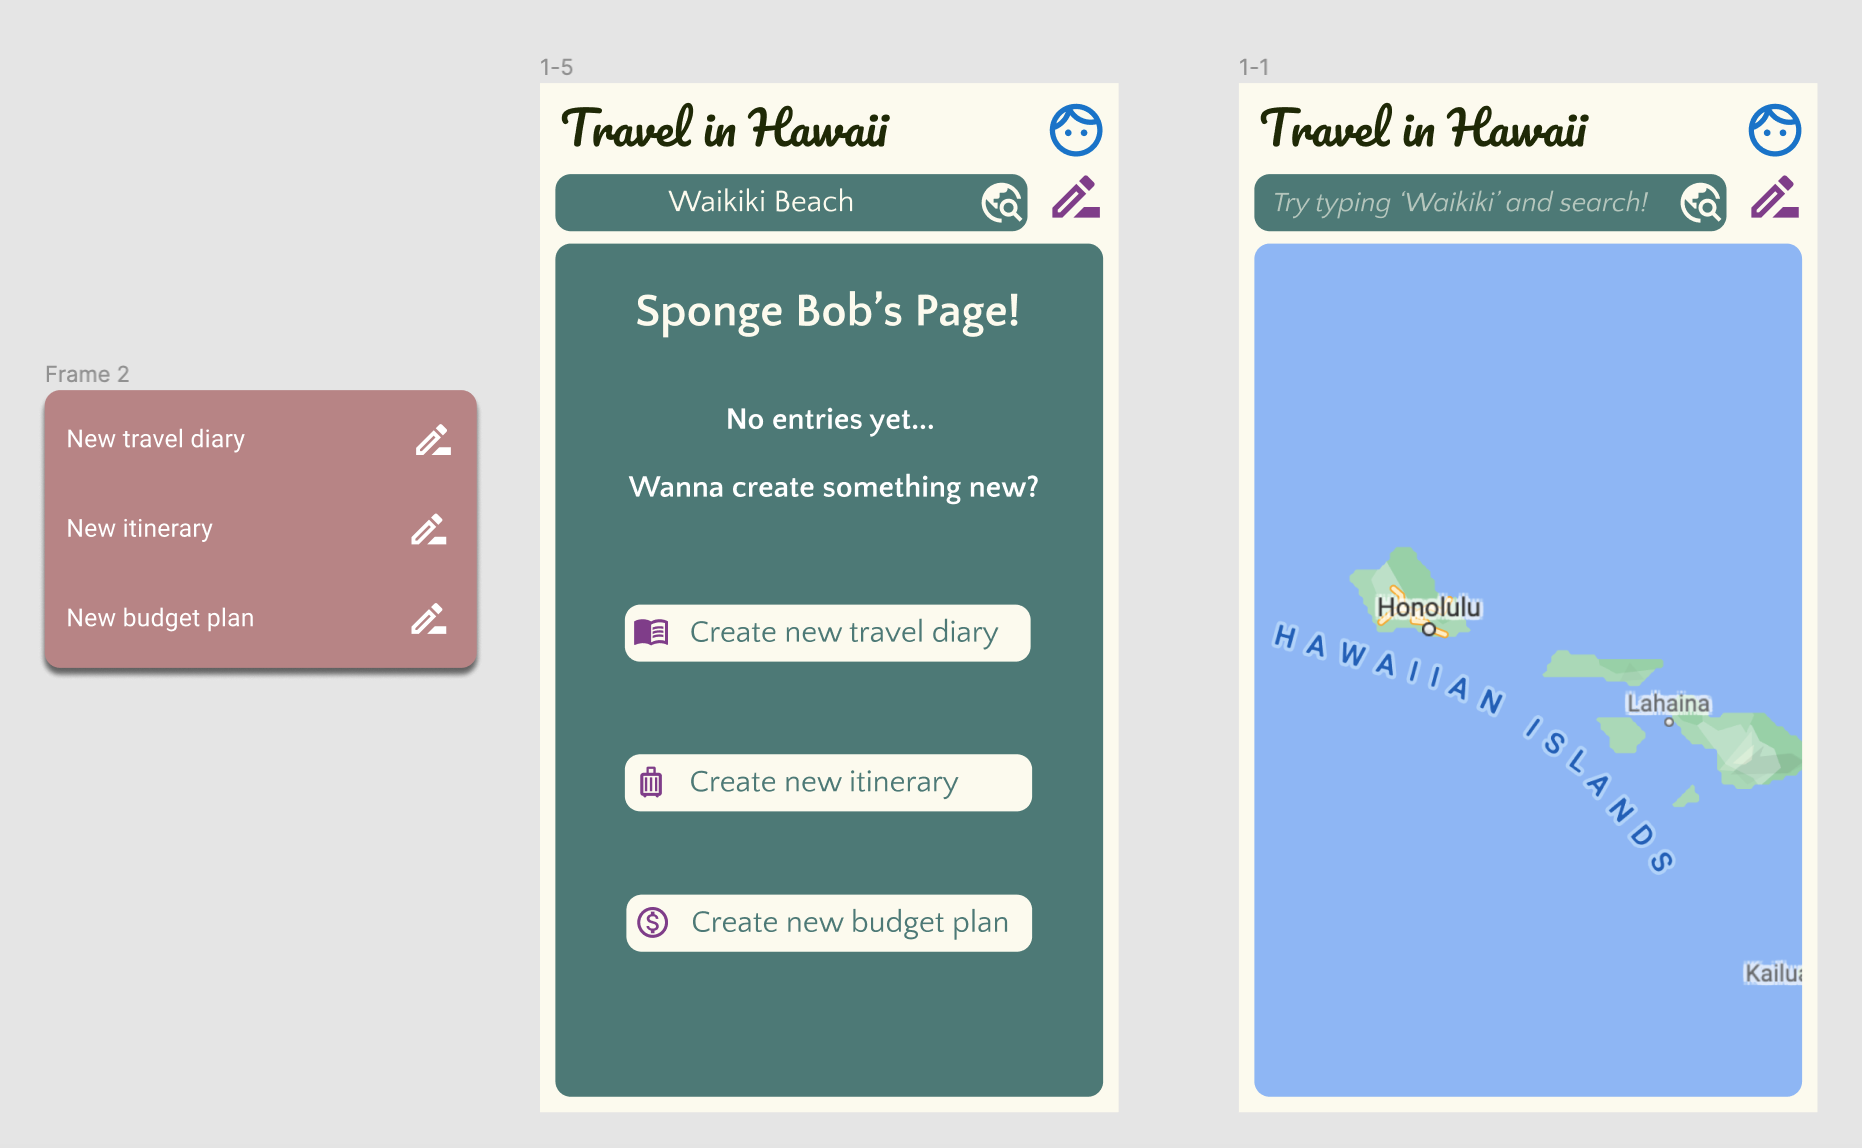 Frame 2
New travel diary
New itinerary
New budget plan
1-5
Travel in Hawaii
Waikiki Beach
Sponge Bob’s Page!
No entries yet...
Wanna create something new?
Create new travel diary
Create new itinerary
Create new budget plan
1-1
Travel in Hawaii
Try typing ‘Waikiki’ and search!
Honolulu
HAWAIIAN ISLANDS
Lahaina
Kailua